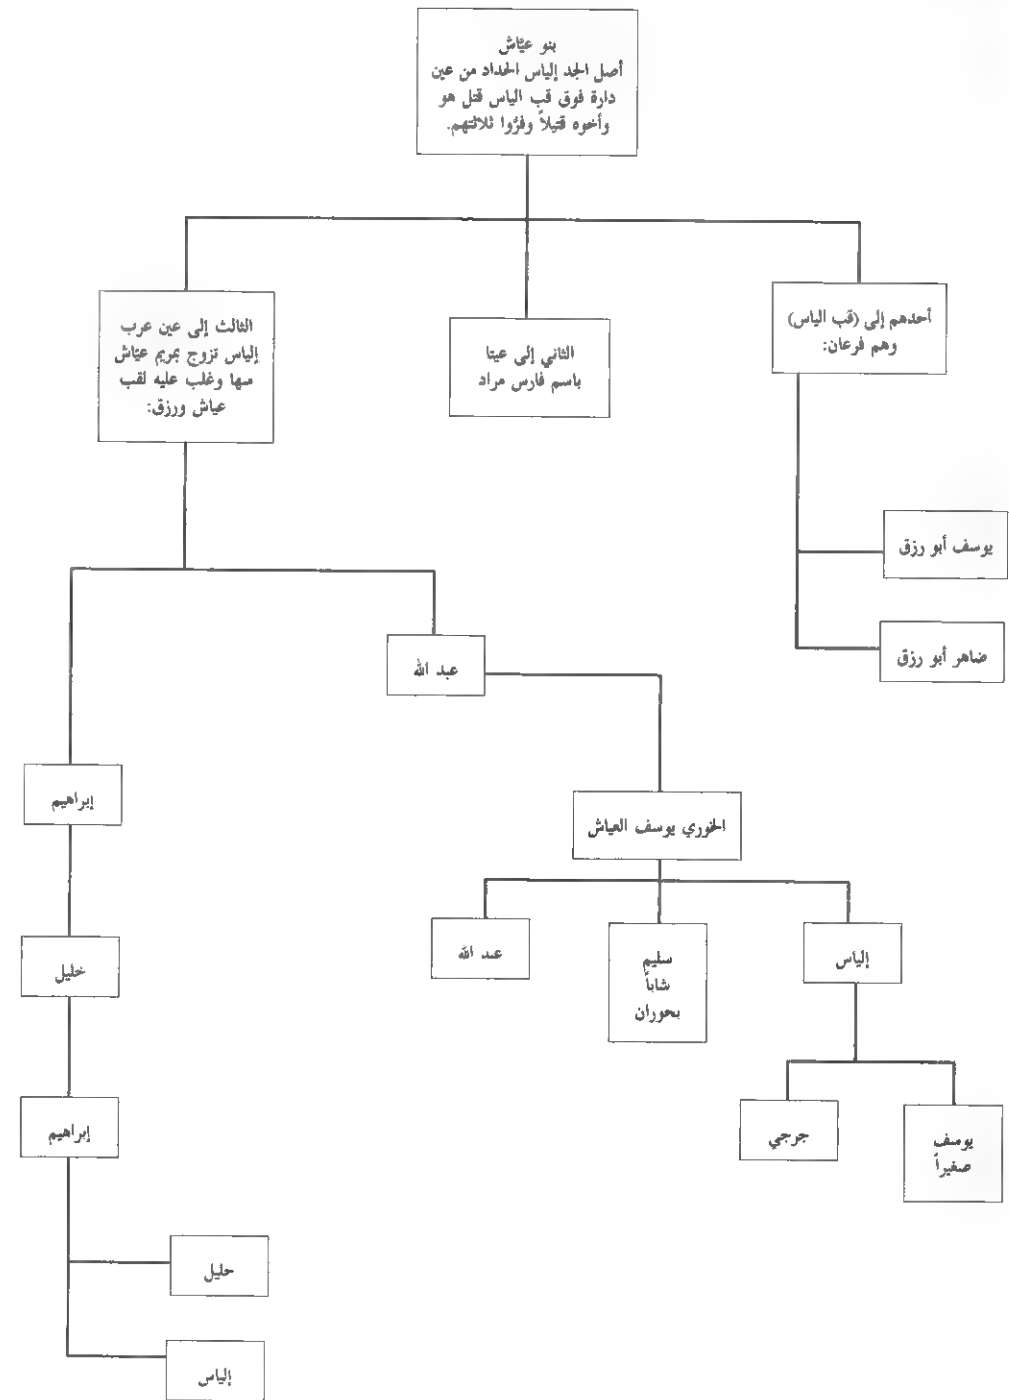 بنو عيّاش
أصل الجد إلياس الحداد من عين
دارة فوق قب الياس قتل هو
وأخوه قتيلاً وفرّوا ثلاثتهم.
أحدهم إلى (قب الياس)
وهم فرعان:
الثاني إلى عيتا
باسم فارس مراد
الثالث إلى عين عرب
إلياس تزوج بمريم عيّاش
منها وغلب عليه لقب
عياش ورزق:
يوسف أبو رزق
ضاهر أبو رزق
عبد الله
إبراهيم
الخوري يوسف العياش
إلياس
سليم
شاباً
بحوران
عبد الله
خليل
يوسف
صغيراً
جرجي
إبراهيم
خليل
إلياس